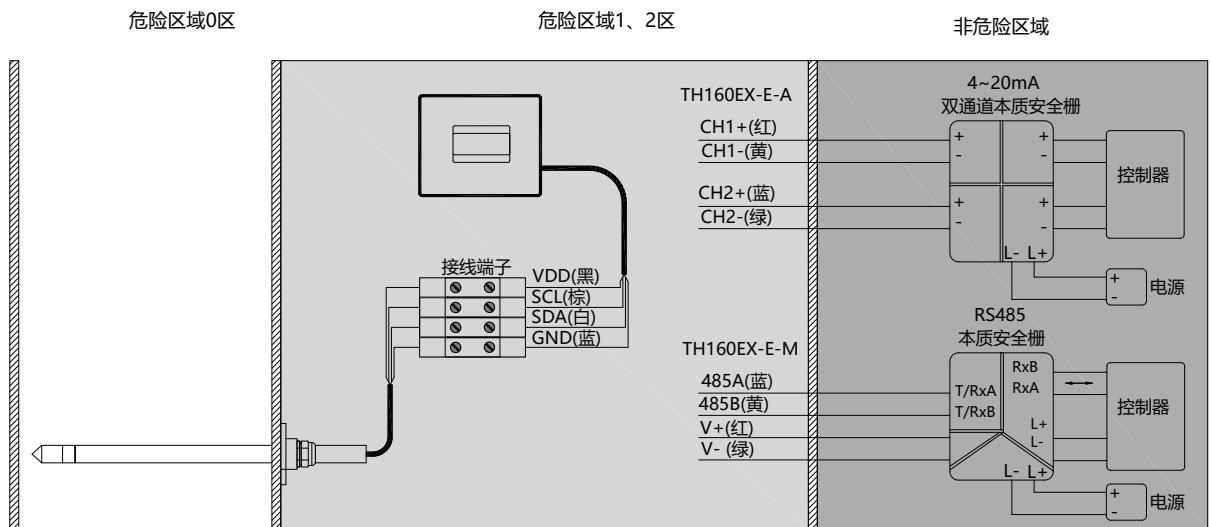 危险区域0区
危险区域1、2区
非危险区域
TH160EX-E-A
CH1+(红)
CH1-(黄)
CH2+(蓝)
CH2-(绿)
4~20mA
双通道本质安全栅
+
-
+
-
+
-
+
-
L- L+
控制器
+
-
电源
接线端子
VDD(黑)
SCL(棕)
SDA(白)
GND(蓝)
TH160EX-E-M
485A(蓝)
485B(黄)
V+(红)
V- (绿)
RS485
本质安全栅
T/RxA
T/RxB
RxB
RxA
L+
L-
L- L+
控制器
+
-
电源